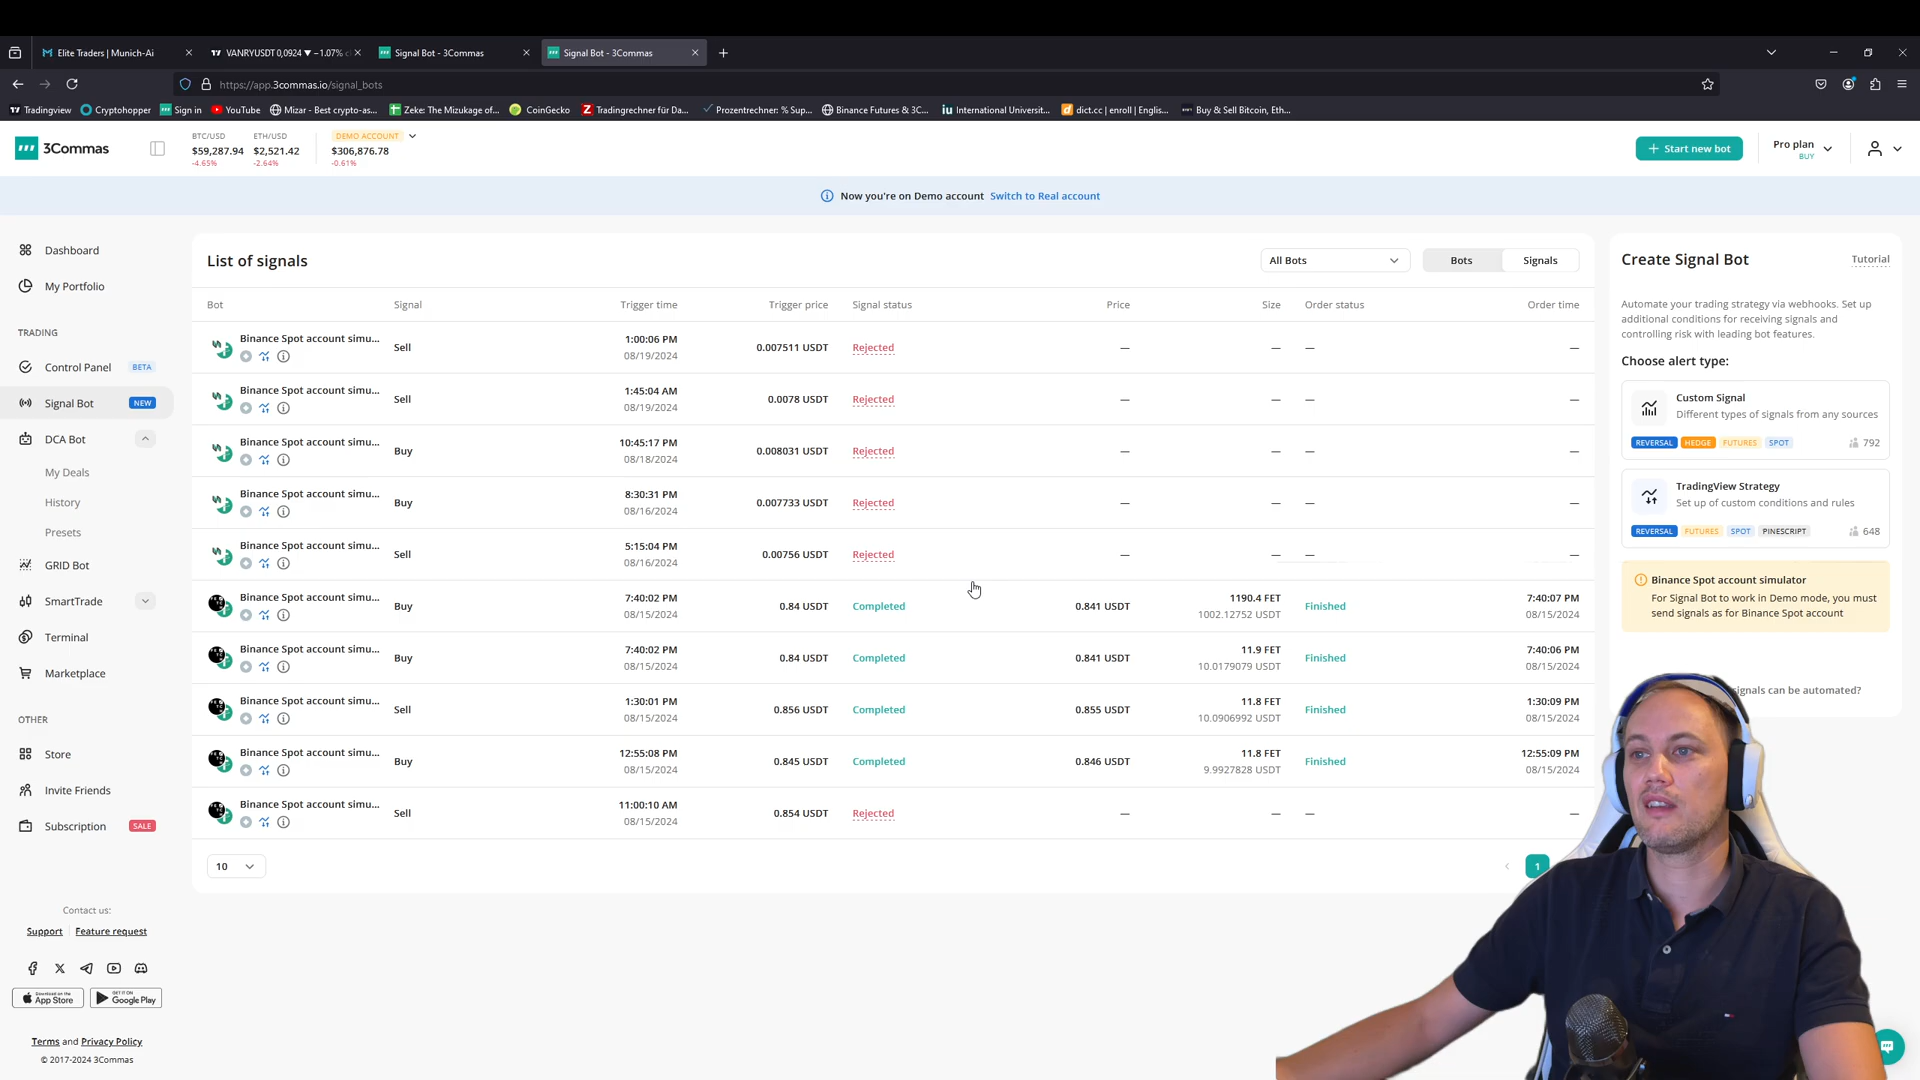 Elite Traders | Munich-Ai
VANRYUSDT 0,0924 ▼ −1.07%
Signal Bot - 3Commas
Signal Bot - 3Commas
https://app.3commas.io/signal_bots
Tradingview
Cryptohopper
Sign in
YouTube
Mizar - Best crypto-as...
Zeke: The Mizukage of...
CoinGecko
Tradingrechner für Da...
Prozentrechner: % Sup...
Binance Futures & 3C...
International Universit...
dict.cc | enroll | Englis...
Buy & Sell Bitcoin, Eth...
3Commas
BTC/USD
$59,287.94
-4.65%
ETH/USD
$2,521.42
-2.64%
DEMO ACCOUNT
$306,876.78
-0.61%
+ Start new bot
Pro plan
BUY
Now you're on Demo account Switch to Real account
Dashboard
My Portfolio
TRADING
Control Panel BETA
Signal Bot NEW
DCA Bot
My Deals
History
Presets
GRID Bot
SmartTrade
Terminal
Marketplace
OTHER
Store
Invite Friends
Subscription SALE
Contact us:
Support Feature request
Download on the App Store
GET IT ON Google Play
Terms and Privacy Policy
© 2017-2024 3Commas
List of signals
All Bots
Bots Signals
Bot Signal Trigger time Trigger price Signal status Price Size Order status Order time
Binance Spot account simu... Sell 1:00:06 PM 0.007511 USDT Rejected — — — —
08/19/2024
Binance Spot account simu... Sell 1:45:04 AM 0.0078 USDT Rejected — — — —
08/19/2024
Binance Spot account simu... Buy 10:45:17 PM 0.008031 USDT Rejected — — — —
08/18/2024
Binance Spot account simu... Buy 8:30:31 PM 0.007733 USDT Rejected — — — —
08/16/2024
Binance Spot account simu... Sell 5:15:04 PM 0.00756 USDT Rejected — — — —
08/16/2024
Binance Spot account simu... Buy 7:40:02 PM 0.84 USDT Completed 0.841 USDT 1190.4 FET Finished 7:40:07 PM
08/15/2024 1002.12752 USDT 08/15/2024
Binance Spot account simu... Buy 7:40:02 PM 0.84 USDT Completed 0.841 USDT 11.9 FET Finished 7:40:06 PM
08/15/2024 10.0179079 USDT 08/15/2024
Binance Spot account simu... Sell 1:30:01 PM 0.856 USDT Completed 0.855 USDT 11.8 FET Finished 1:30:09 PM
08/15/2024 10.0906992 USDT 08/15/2024
Binance Spot account simu... Buy 12:55:08 PM 0.845 USDT Completed 0.846 USDT 11.8 FET Finished 12:55:09 PM
08/15/2024 9.9927828 USDT 08/15/2024
Binance Spot account simu... Sell 11:00:10 AM 0.854 USDT Rejected — — — —
08/15/2024
10
1
Create Signal Bot Tutorial
Automate your trading strategy via webhooks. Set up
additional conditions for receiving signals and
controlling risk with leading bot features.
Choose alert type:
Custom Signal
Different types of signals from any sources
REVERSAL HEDGE FUTURES SPOT 792
TradingView Strategy
Set up of custom conditions and rules
REVERSAL FUTURES SPOT PINESCRIPT 648
Binance Spot account simulator
For Signal Bot to work in Demo mode, you must
send signals as for Binance Spot account
signals can be automated?